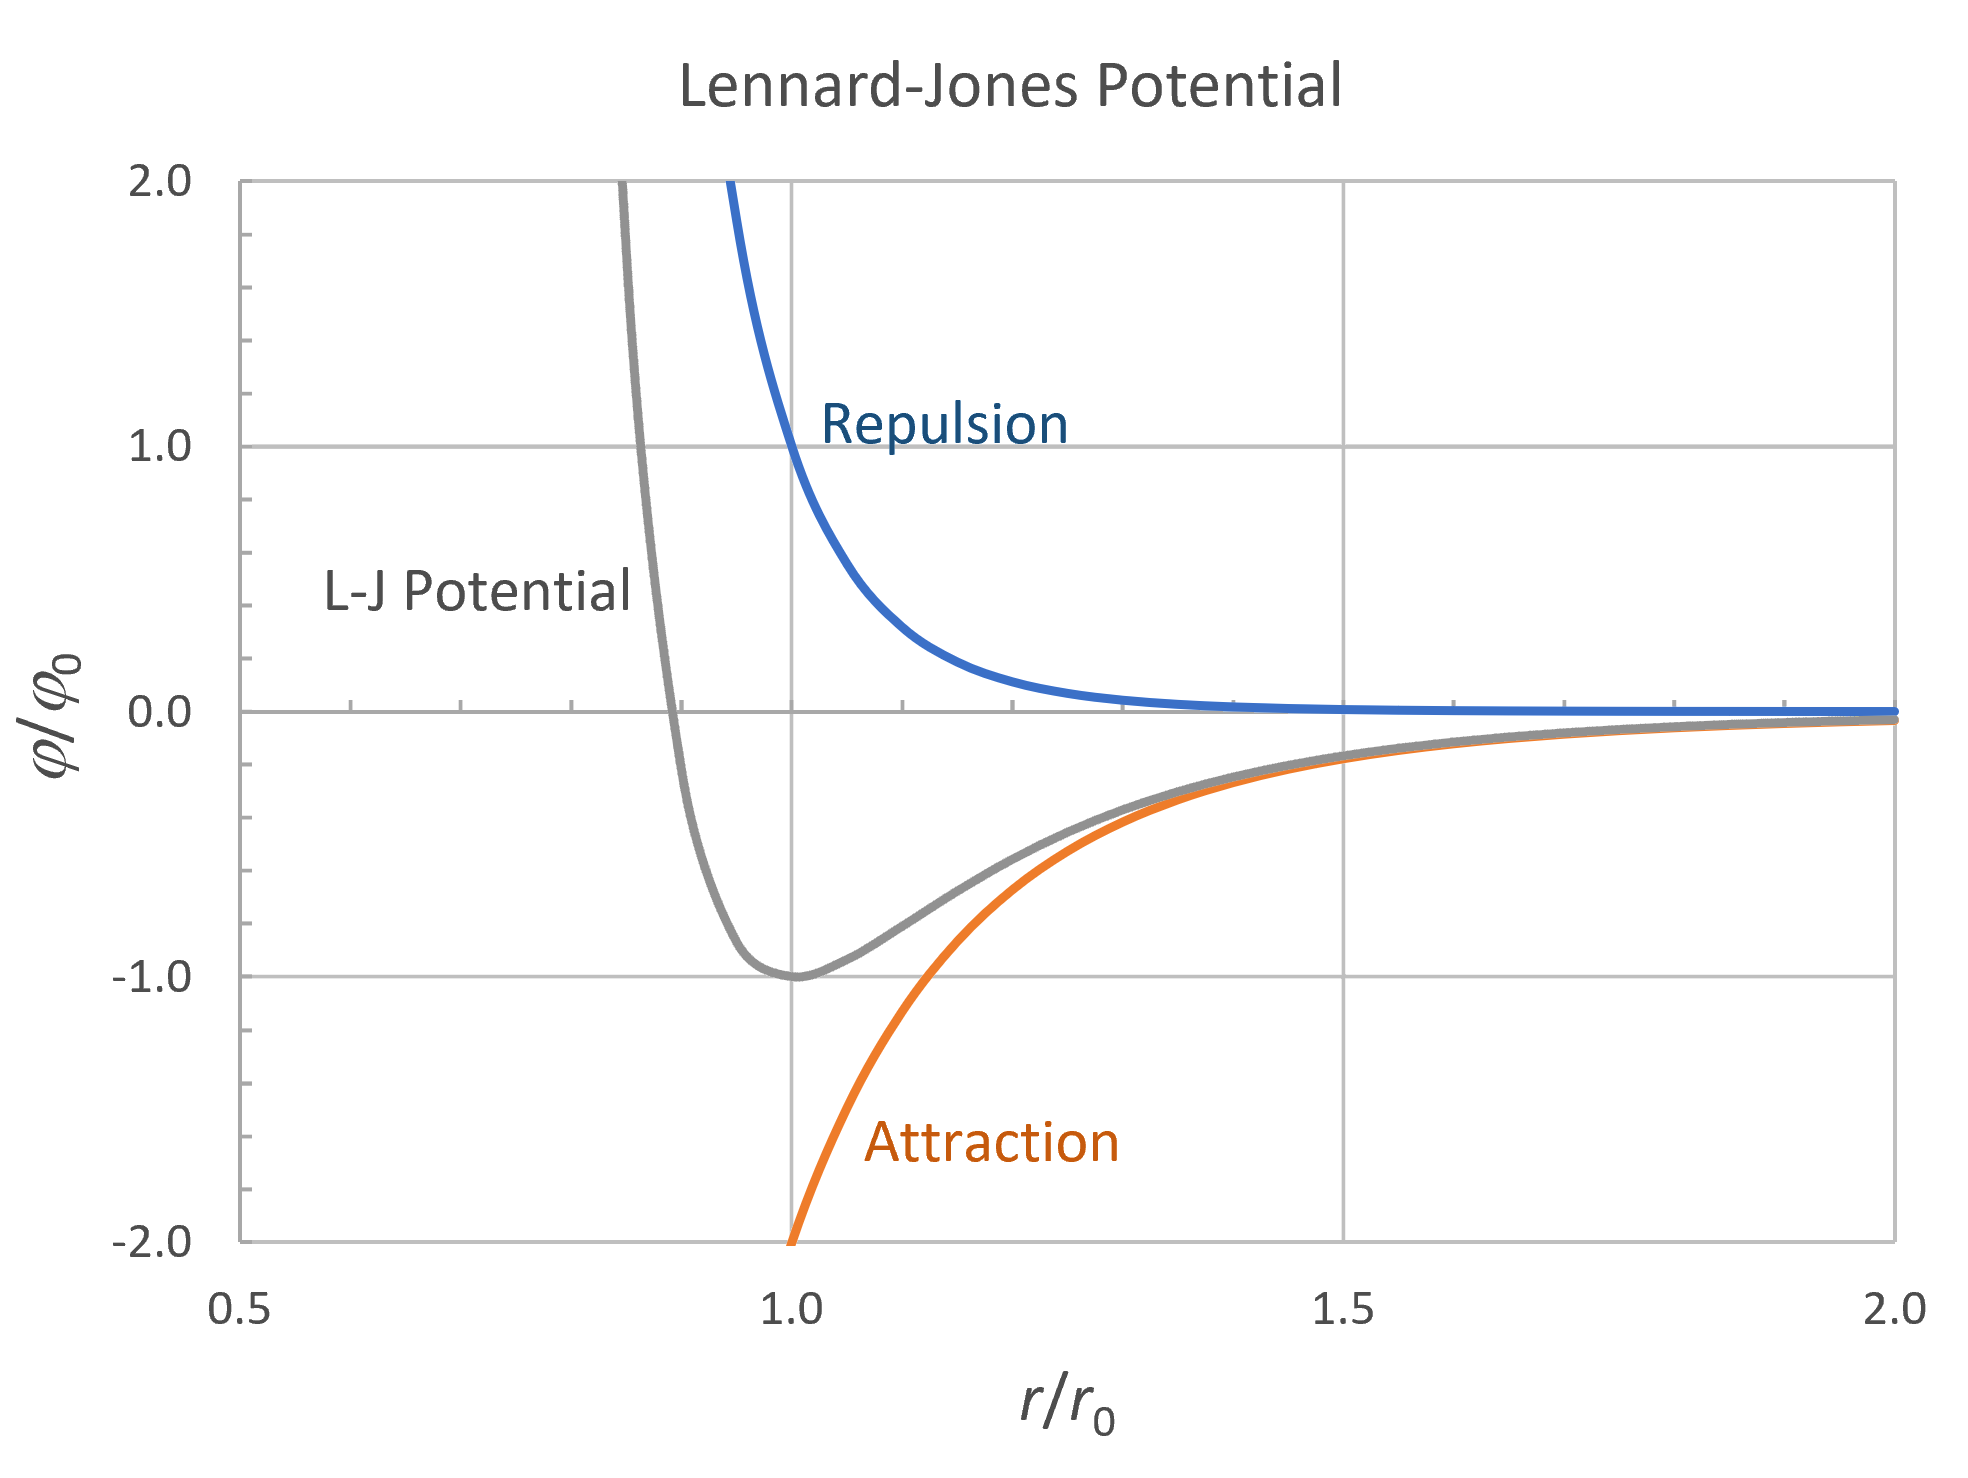 Lennard-Jones Potential
2.0
Repulsion
1.0
L-J Potential
φ/φ0
0.0
-1.0
Attraction
-2.0
0.5 1.0 1.5 2.0
r/r0